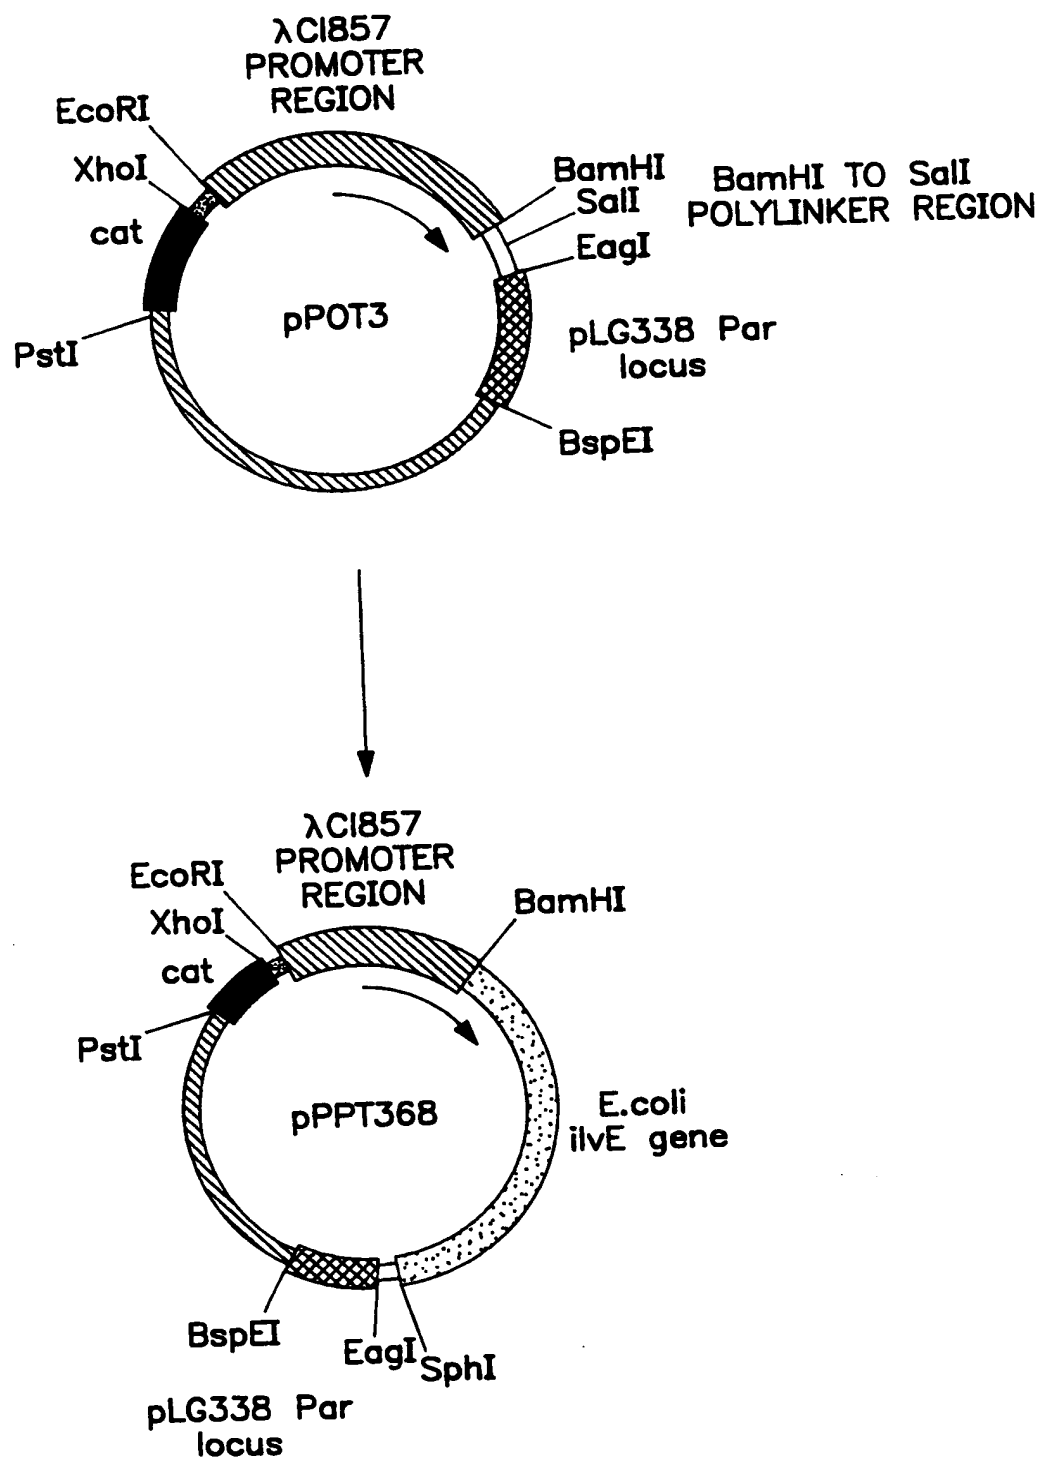 λCI857
PROMOTER
REGION
EcoRI
XhoI
cat
PstI
BamHI
SalI
EagI
BamHI TO SalI
POLYLINKER REGION
pPOT3
pLG338 Par
locus
BspEI
λCI857
PROMOTER
REGION
EcoRI
XhoI
cat
PstI
BamHI
pPPT368
E.coli
ilvE gene
BspEI
EagI
SphI
pLG338 Par
locus